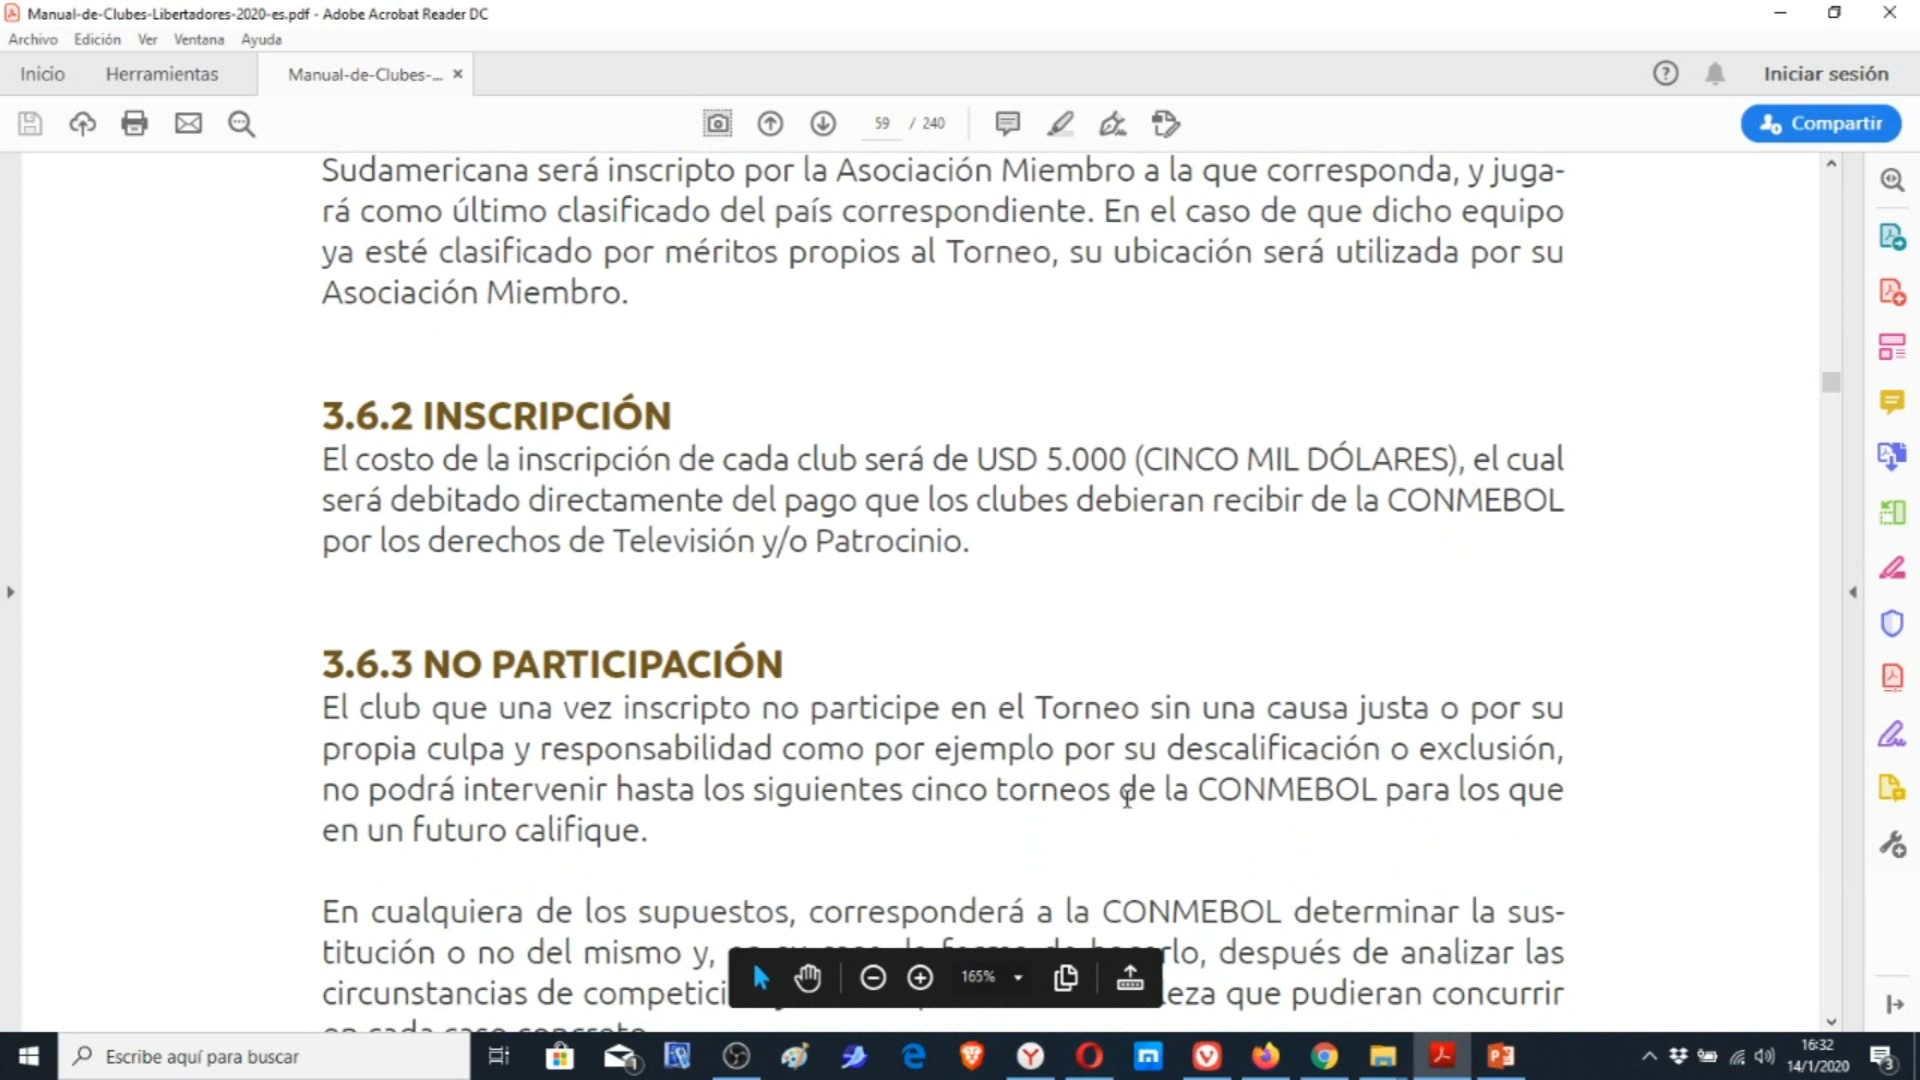 Manual-de-Clubes-Libertadores-2020-es.pdf - Adobe Acrobat Reader DC
Archivo Edición Ver Ventana Ayuda
Inicio Herramientas Manual-de-Clubes-... × Iniciar sesión
59 / 240 Compartir
Sudamericana será inscripto por la Asociación Miembro a la que corresponda, y juga-
rá como último clasificado del país correspondiente. En el caso de que dicho equipo
ya esté clasificado por méritos propios al Torneo, su ubicación será utilizada por su
Asociación Miembro.
3.6.2 INSCRIPCIÓN
El costo de la inscripción de cada club será de USD 5.000 (CINCO MIL DÓLARES), el cual
será debitado directamente del pago que los clubes debieran recibir de la CONMEBOL
por los derechos de Televisión y/o Patrocinio.
3.6.3 NO PARTICIPACIÓN
El club que una vez inscripto no participe en el Torneo sin una causa justa o por su
propia culpa y responsabilidad como por ejemplo por su descalificación o exclusión,
no podrá intervenir hasta los siguientes cinco torneos de la CONMEBOL para los que
en un futuro califique.
En cualquiera de los supuestos, corresponderá a la CONMEBOL determinar la sus-
titución o no del mismo y, después de analizar las
circunstancias de que pudieran concurrir
165%
Escribe aquí para buscar
16:32
14/1/2020